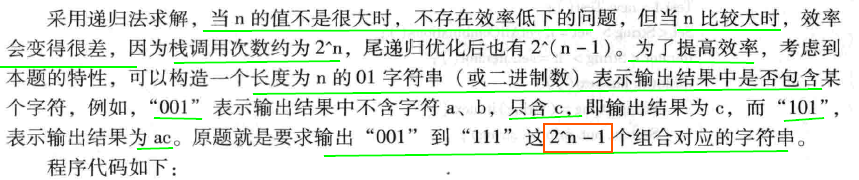 采用递归法求解，当 n 的值不是很大时，不存在效率低下的问题，但当 n 比较大时，效率
会变得很差，因为栈调用次数约为 2^n，尾递归优化后也有 2^(n－1)。为了提高效率，考虑到
本题的特性，可以构造一个长度为 n 的 01 字符串（或二进制数）表示输出结果中是否包含某
个字符，例如，“001”表示输出结果中不含字符 a、b，只含 c，即输出结果为 c，而“101”，
表示输出结果为 ac。原题就是要求输出“001”到“111”这 2^n－1 个组合对应的字符串。
程序代码如下：